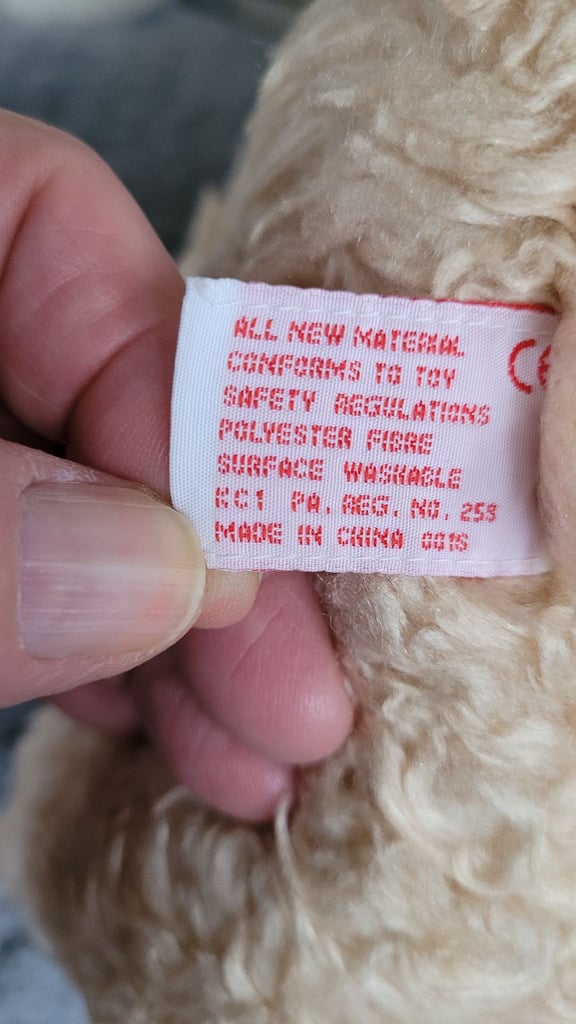 ALL NEW MATERIAL
CONFORMS TO TOY
SAFETY REGULATIONS
POLYESTER FIBRE
SURFACE WASHABLE
KC1 PA. REG. NO. 253
MADE IN CHINA 0016
CE